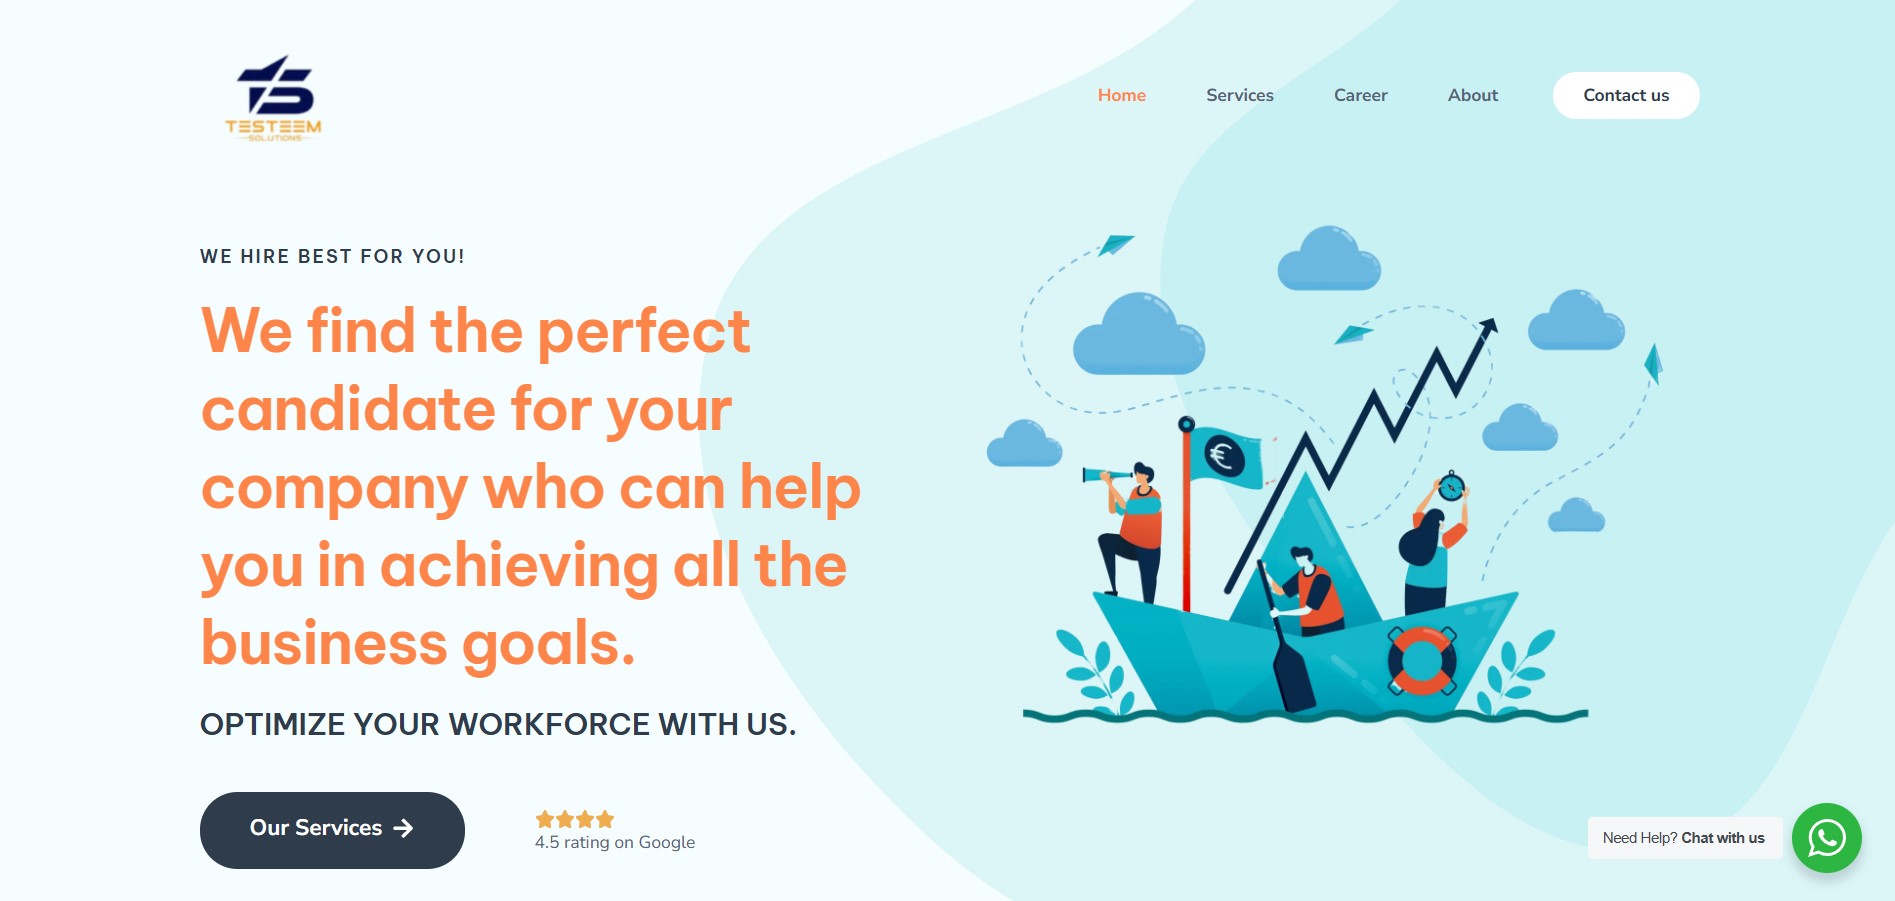 TESTEEM
SOLUTIONS
Home
Services
Career
About
Contact us
WE HIRE BEST FOR YOU!
We find the perfect
candidate for your
company who can help
you in achieving all the
business goals.
OPTIMIZE YOUR WORKFORCE WITH US.
Our Services
4.5 rating on Google
€
Need Help? Chat with us